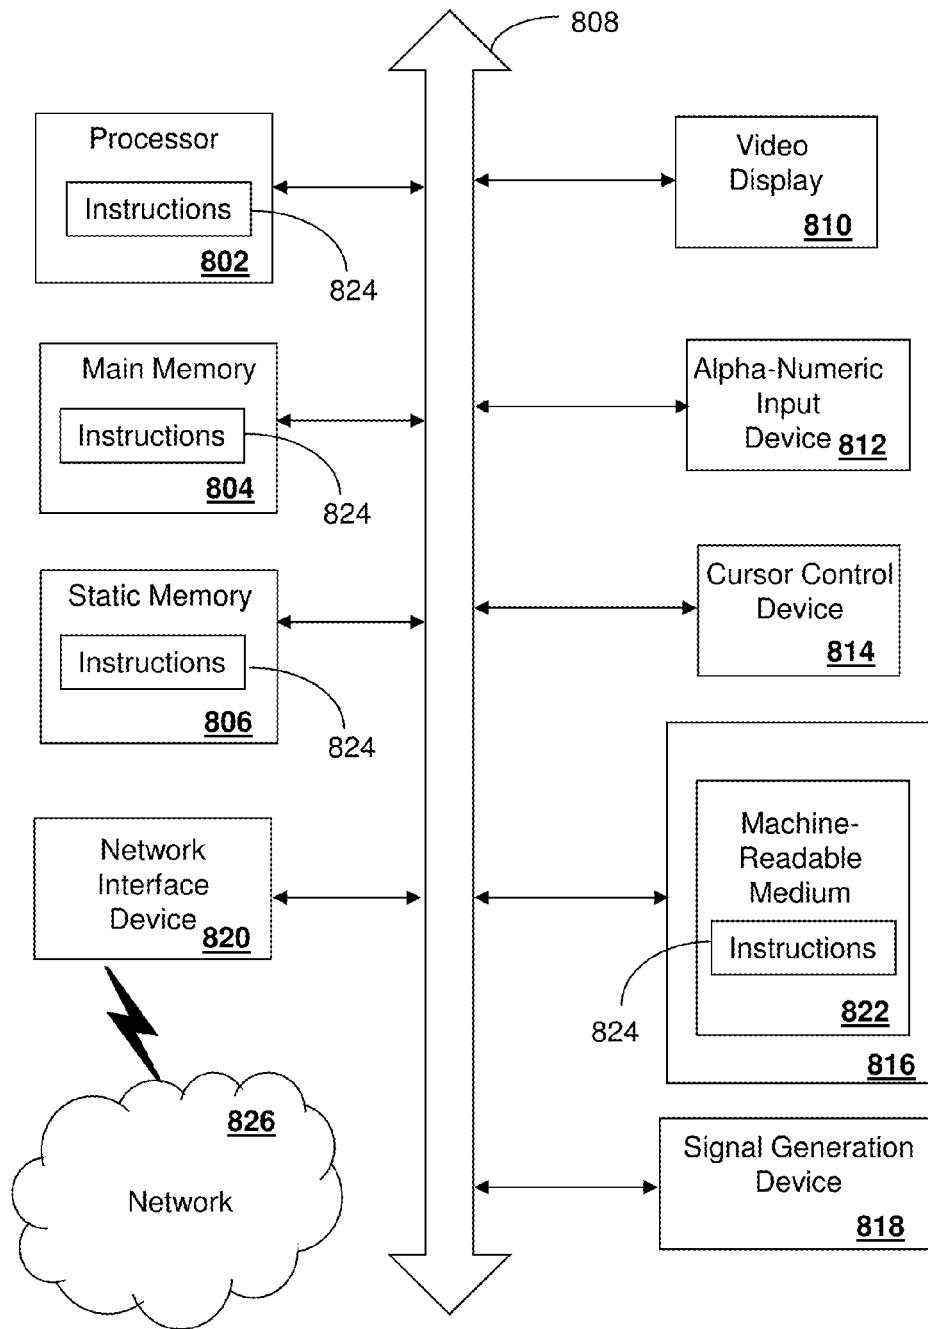 808
Processor
Instructions
802
824
Main Memory
Instructions
804
824
Static Memory
Instructions
806
824
Network
Interface
Device
820
826
Network
Video
Display
810
Alpha-Numeric
Input
Device
812
Cursor Control
Device
814
Machine-
Readable
Medium
Instructions
822
824
816
Signal Generation
Device
818